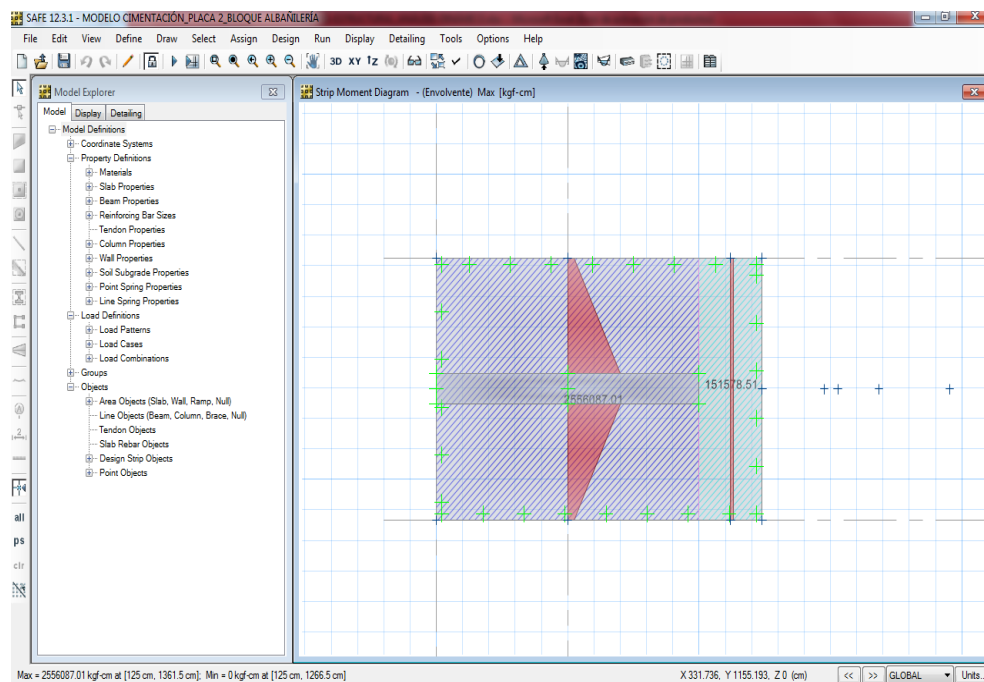 SAFE 12.3.1 - MODELO CIMENTACIÓN_PLACA 2_BLOQUE ALBAÑILERÍA
File Edit View Define Draw Select Assign Design Run Display Detailing Tools Options Help
3D XY 1Z
Model Explorer
Model Display Detailing
Model Definitions
Coordinate Systems
Property Definitions
Materials
Slab Properties
Beam Properties
Reinforcing Bar Sizes
Tendon Properties
Column Properties
Wall Properties
Soil Subgrade Properties
Point Spring Properties
Line Spring Properties
Load Definitions
Load Patterns
Load Cases
Load Combinations
Groups
Objects
Area Objects (Slab, Wall, Ramp, Null)
Line Objects (Beam, Column, Brace, Null)
Tendon Objects
Slab Rebar Objects
Design Strip Objects
Point Objects
all
ps
clr
Strip Moment Diagram - (Envolvente) Max [kgf-cm]
151578.51
2556087.01
Max = 2556087.01 kgf-cm at [125 cm, 1361.5 cm]; Min = 0 kgf-cm at [125 cm, 1266.5 cm]
X 331.736, Y 1155.193, Z 0 (cm)
<< >> GLOBAL Units...